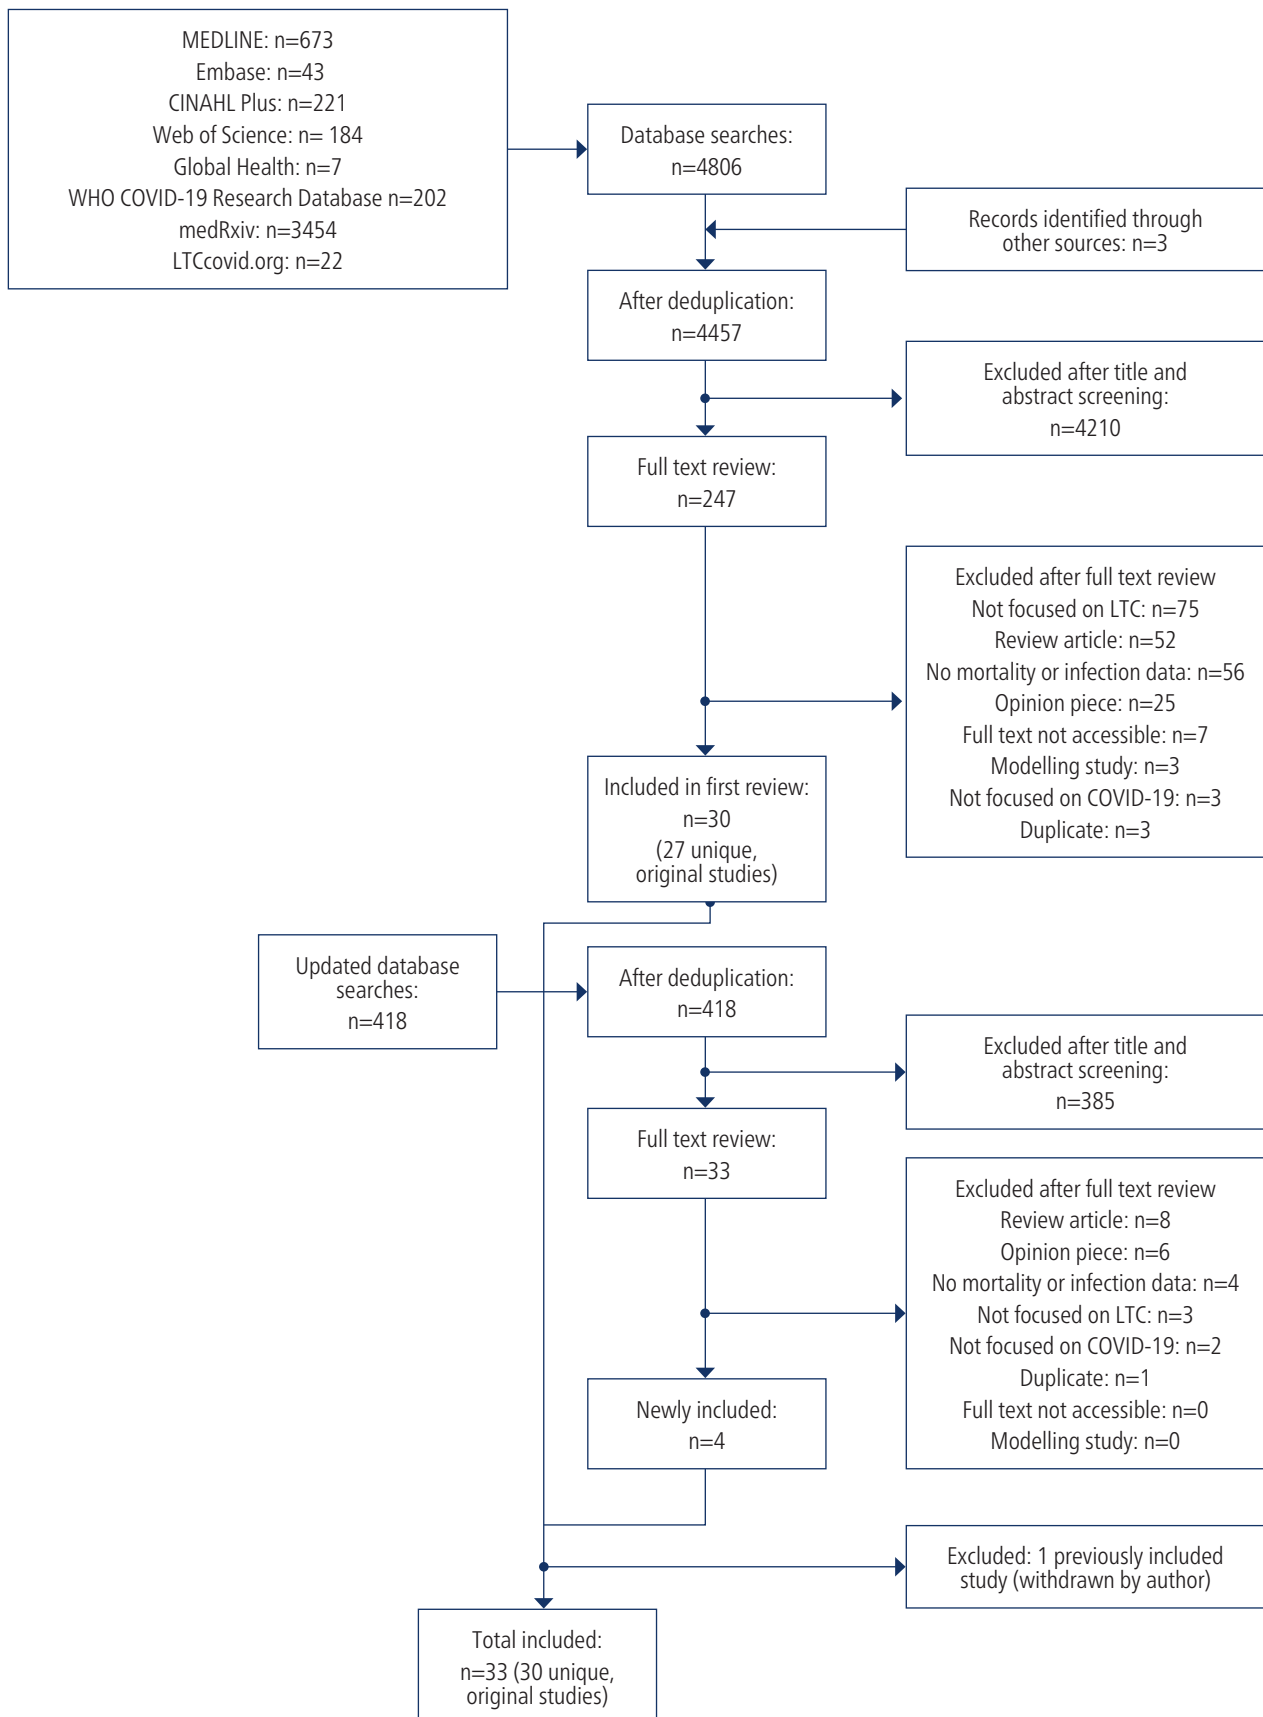 MEDLINE: n=673
Embase: n=43
CINAHL Plus: n=221
Web of Science: n= 184
Global Health: n=7
WHO COVID-19 Research Database n=202
medRxiv: n=3454
LTCcovid.org: n=22
Database searches:
n=4806
Records identified through
other sources: n=3
After deduplication:
n=4457
Excluded after title and
abstract screening:
n=4210
Full text review:
n=247
Excluded after full text review
Not focused on LTC: n=75
Review article: n=52
No mortality or infection data: n=56
Opinion piece: n=25
Full text not accessible: n=7
Modelling study: n=3
Not focused on COVID-19: n=3
Duplicate: n=3
Included in first review:
n=30
(27 unique,
original studies)
Updated database
searches:
n=418
After deduplication:
n=418
Excluded after title and
abstract screening:
n=385
Full text review:
n=33
Excluded after full text review
Review article: n=8
Opinion piece: n=6
No mortality or infection data: n=4
Not focused on LTC: n=3
Not focused on COVID-19: n=2
Duplicate: n=1
Full text not accessible: n=0
Modelling study: n=0
Newly included:
n=4
Excluded: 1 previously included
study (withdrawn by author)
Total included:
n=33 (30 unique,
original studies)